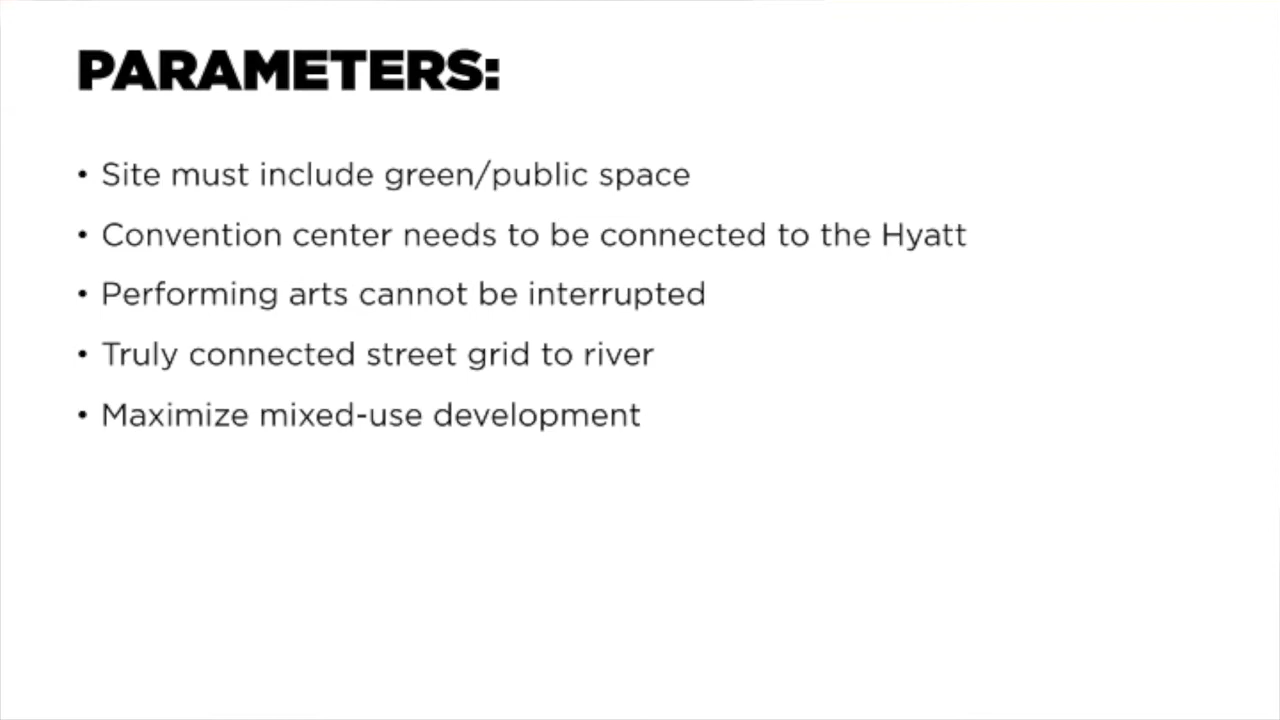 PARAMETERS:
• Site must include green/public space
• Convention center needs to be connected to the Hyatt
• Performing arts cannot be interrupted
• Truly connected street grid to river
• Maximize mixed-use development